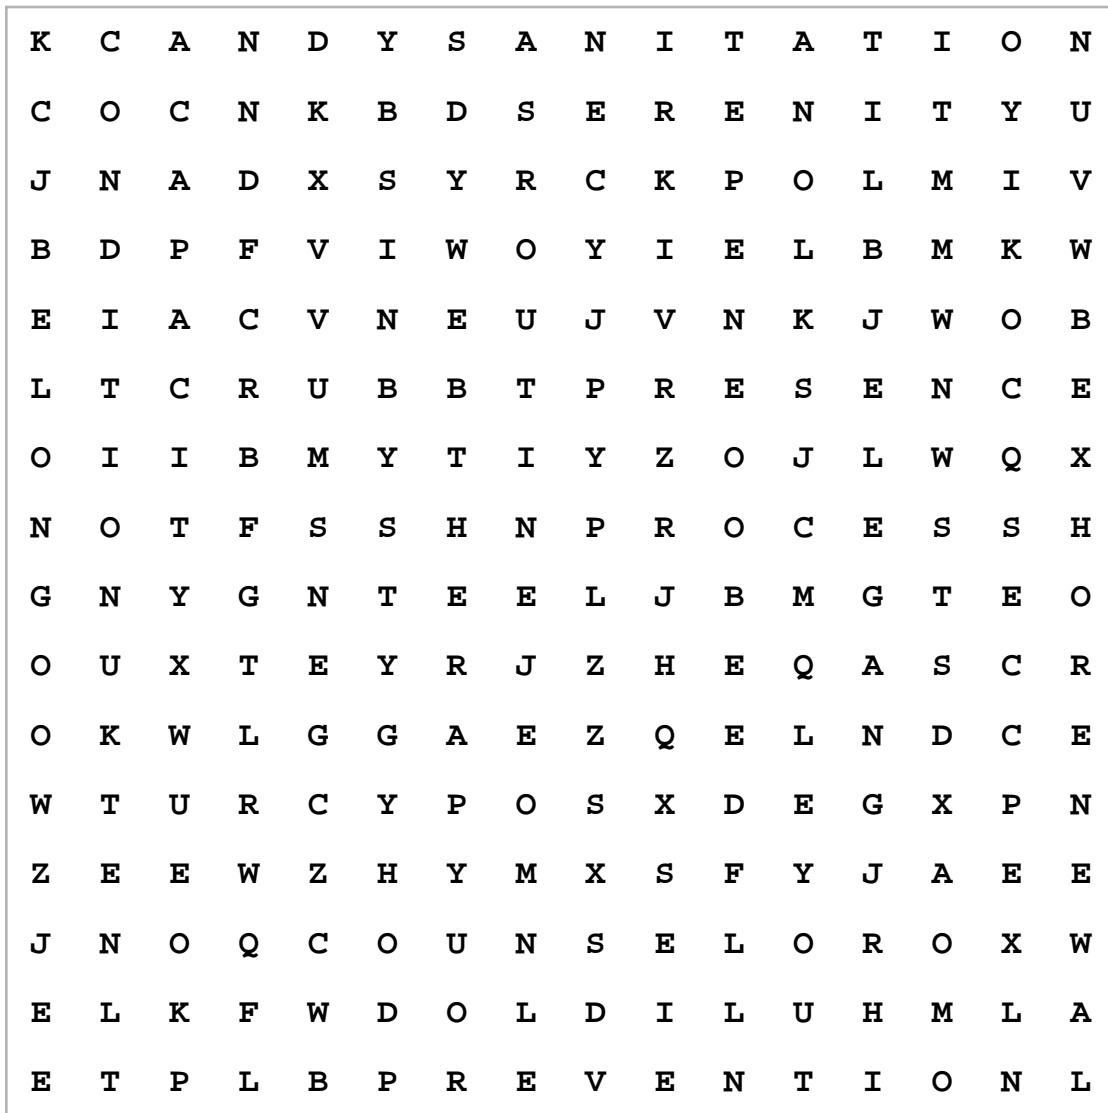 K C A N D Y S A N I T A T I O N
C O C N K B D S E R E N I T Y U
J N A D X S Y R C K P O L M I V
B D P F V I W O Y I E L B M K W
E I A C V N E U J V N K J W O B
L T C R U B B T P R E S E N C E
O I I B M Y T I Y Z O J L W Q X
N O T F S S H N P R O C E S S H
G N Y G N T E E L J B M G T E O
O U X T E Y R J Z H E Q A S C R
O K W L G G A E Z Q E L N D C E
W T U R C Y P O S X D E G X P N
Z E E W Z H Y M X S F Y J A E E
J N O Q C O U N S E L O R O X W
E L K F W D O L D I L U H M L A
E T P L B P R E V E N T I O N L